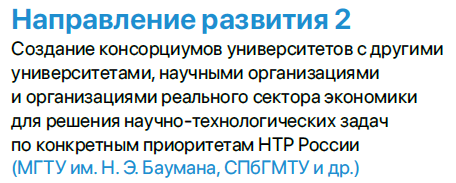 Направление развития 2
Создание консорциумов университетов с другими
университетами, научными организациями
и организациями реального сектора экономики
для решения научно-технологических задач
по конкретным приоритетам НТР России
(МГТУ им. Н. Э. Баумана, СПбГМТУ и др.)